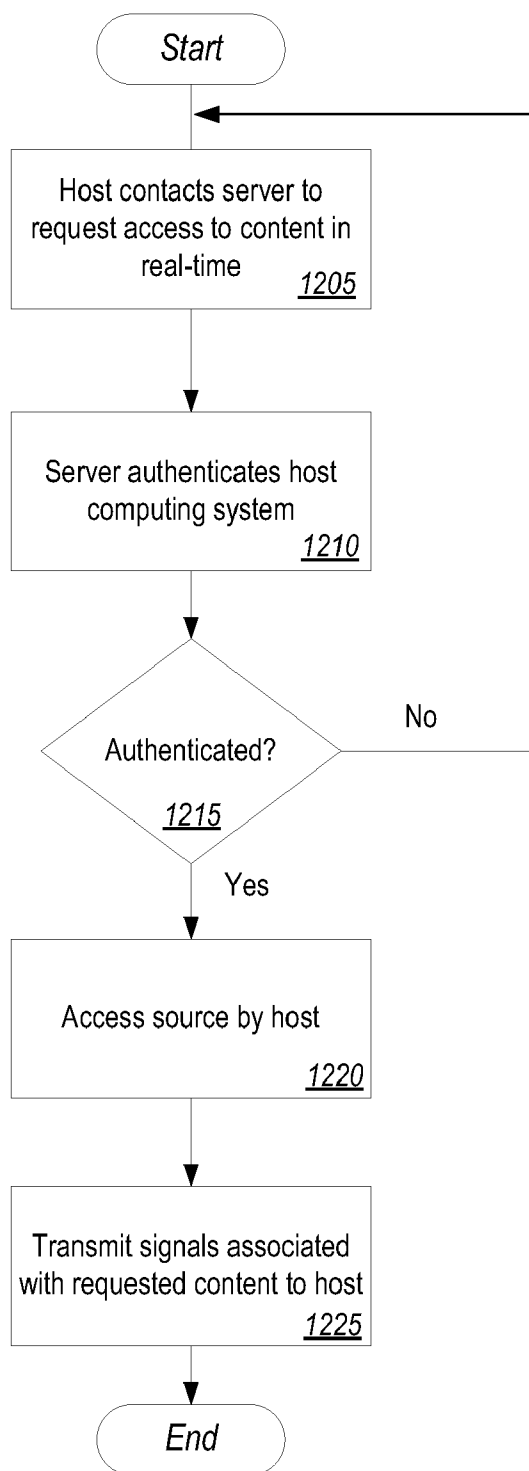 Start
Host contacts server to
request access to content in
real-time
1205
Server authenticates host
computing system
1210
Authenticated?
No
1215
Yes
Access source by host
1220
Transmit signals associated
with requested content to host
1225
End